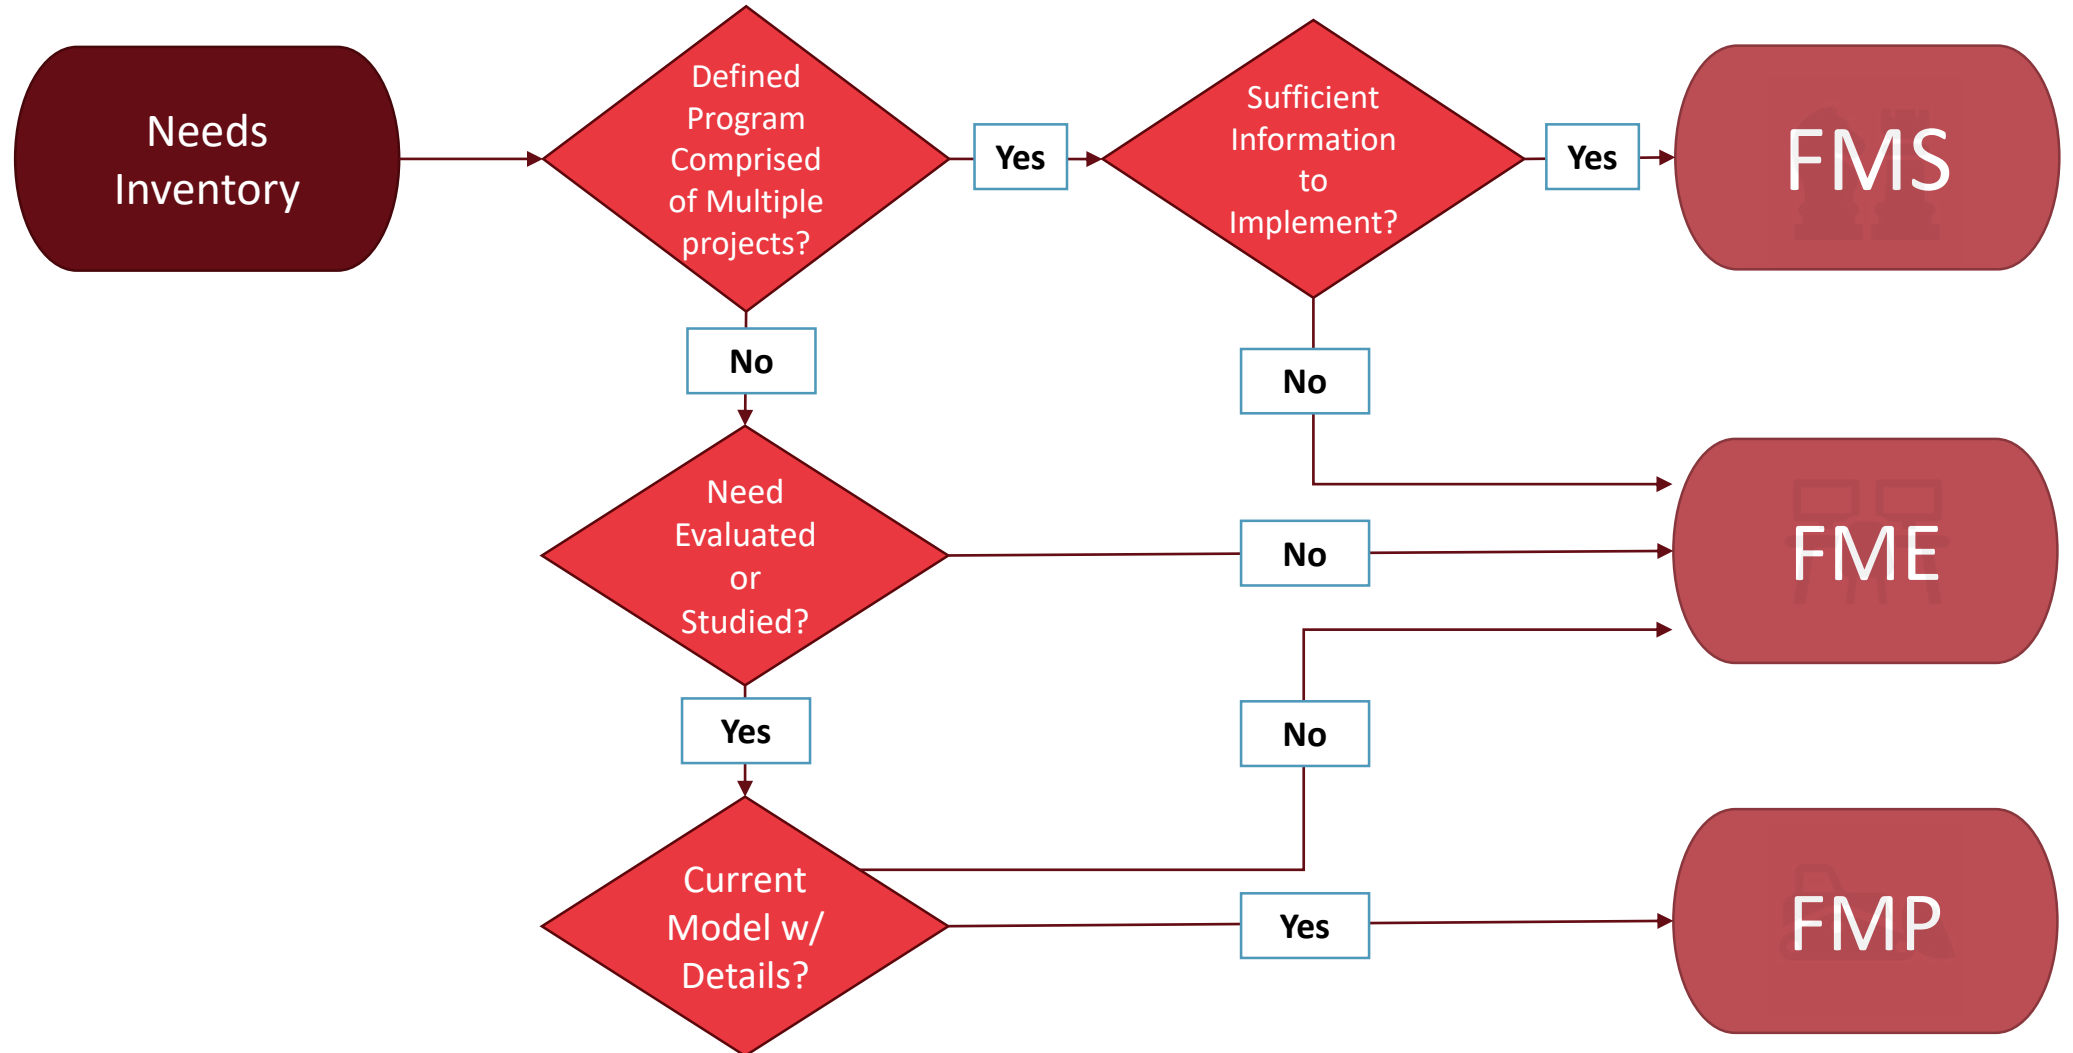 Needs
Inventory
Defined
Program
Comprised
of Multiple
projects?
Yes
Sufficient
Information
to
Implement?
Yes
FMS
No
No
Need
Evaluated
or
Studied?
No
FME
Yes
No
Current
Model w/
Details?
Yes
FMP